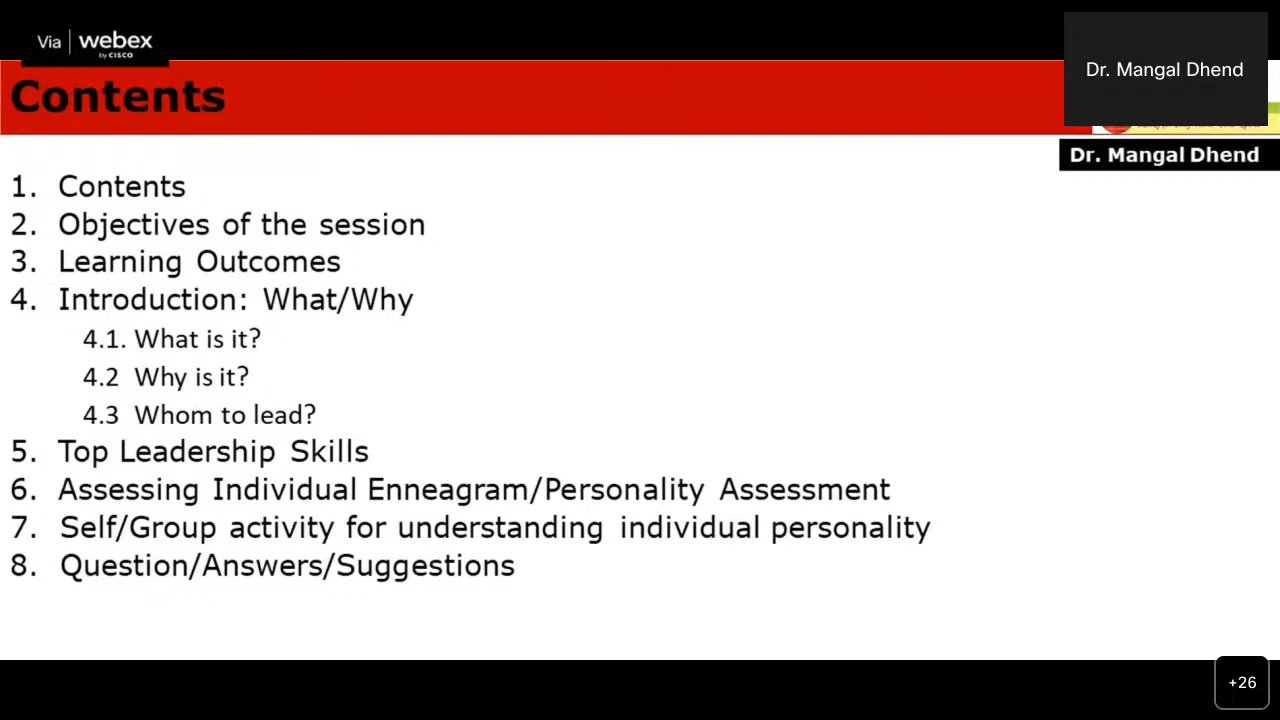 Via webex
by CISCO
Dr. Mangal Dhend
Contents
Dr. Mangal Dhend
1. Contents
2. Objectives of the session
3. Learning Outcomes
4. Introduction: What/Why
4.1. What is it?
4.2 Why is it?
4.3 Whom to lead?
5. Top Leadership Skills
6. Assessing Individual Enneagram/Personality Assessment
7. Self/Group activity for understanding individual personality
8. Question/Answers/Suggestions
+26